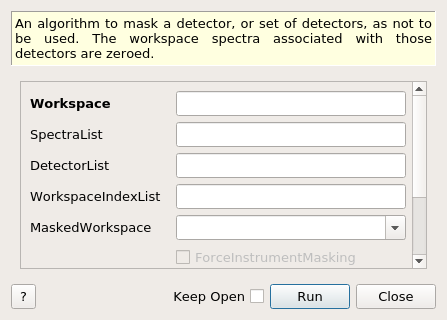 An algorithm to mask a detector, or set of detectors, as not to
be used. The workspace spectra associated with those
detectors are zeroed.
Workspace
SpectraList
DetectorList
WorkspaceIndexList
MaskedWorkspace
ForceInstrumentMasking
? Keep Open Run Close